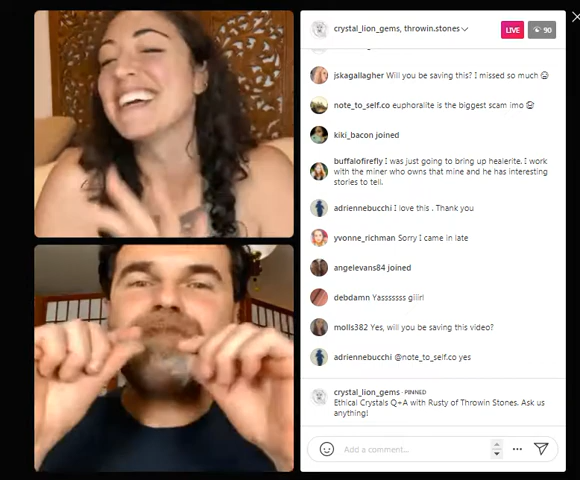 crystal_lion_gems, throwin.stones
LIVE
90
jskagallagher Will you be saving this? I missed so much
note_to_self.co euphoralite is the biggest scam imo
kiki_bacon joined
buffalofirefly I was just going to bring up healerite. I work
with the miner who owns that mine and he has interesting
stories to tell.
adriennebucchi I love this . Thank you
yvonne_richman Sorry I came in late
angelevans84 joined
debdamn Yasssssss giiirl
molls382 Yes, will you be saving this video?
adriennebucchi @note_to_self.co yes
crystal_lion_gems · PINNED
Ethical Crystals Q+A with Rusty of Throwin Stones. Ask us
anything!
Add a comment...